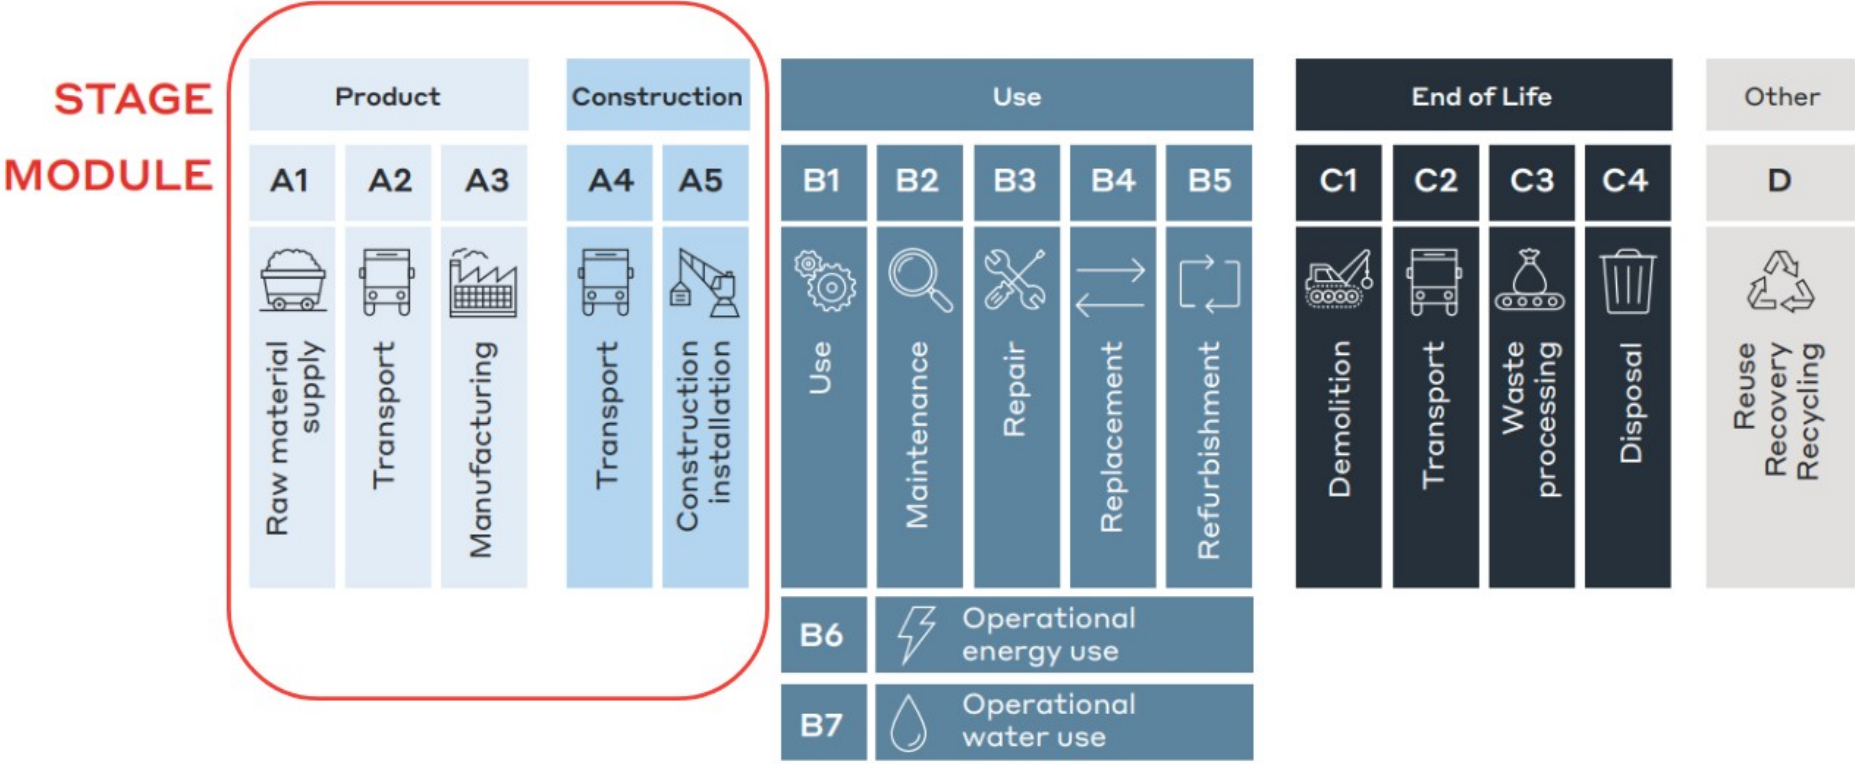 STAGE
Product
Construction
Use
End of Life
Other
MODULE
A1
A2
A3
A4
A5
B1
B2
B3
B4
B5
C1
C2
C3
C4
D
Raw material
supply
Transport
Manufacturing
Transport
Construction
installation
Use
Maintenance
Repair
Replacement
Refurbishment
Demolition
Transport
Waste
processing
Disposal
Reuse
Recovery
Recycling
B6
Operational
energy use
B7
Operational
water use